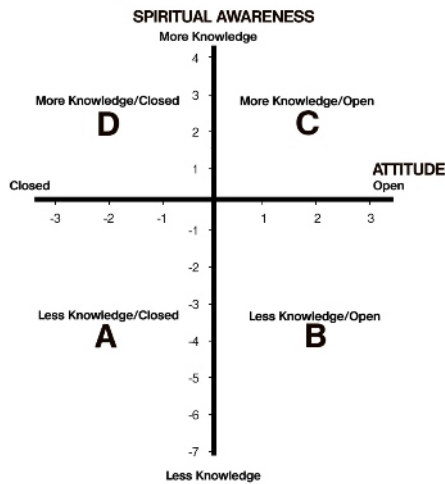 SPIRITUAL AWARENESS
More Knowledge
4
More Knowledge/Closed
3
More Knowledge/Open
D
2
C
1
ATTITUDE
Closed
Open
-3 -2 -1 1 2 3
-1
-2
-3
Less Knowledge/Closed
Less Knowledge/Open
A
-4
B
-5
-6
-7
Less Knowledge